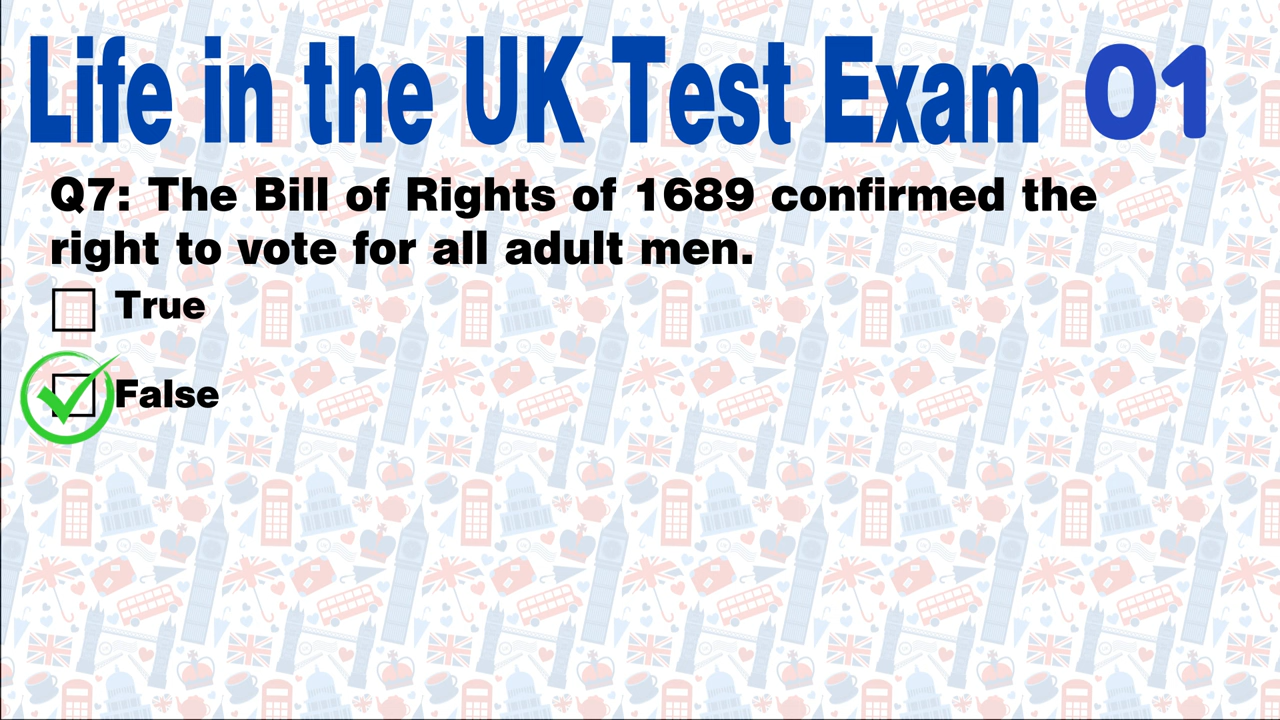 Life in the UK Test Exam 01
Q7: The Bill of Rights of 1689 confirmed the
right to vote for all adult men.
True
False